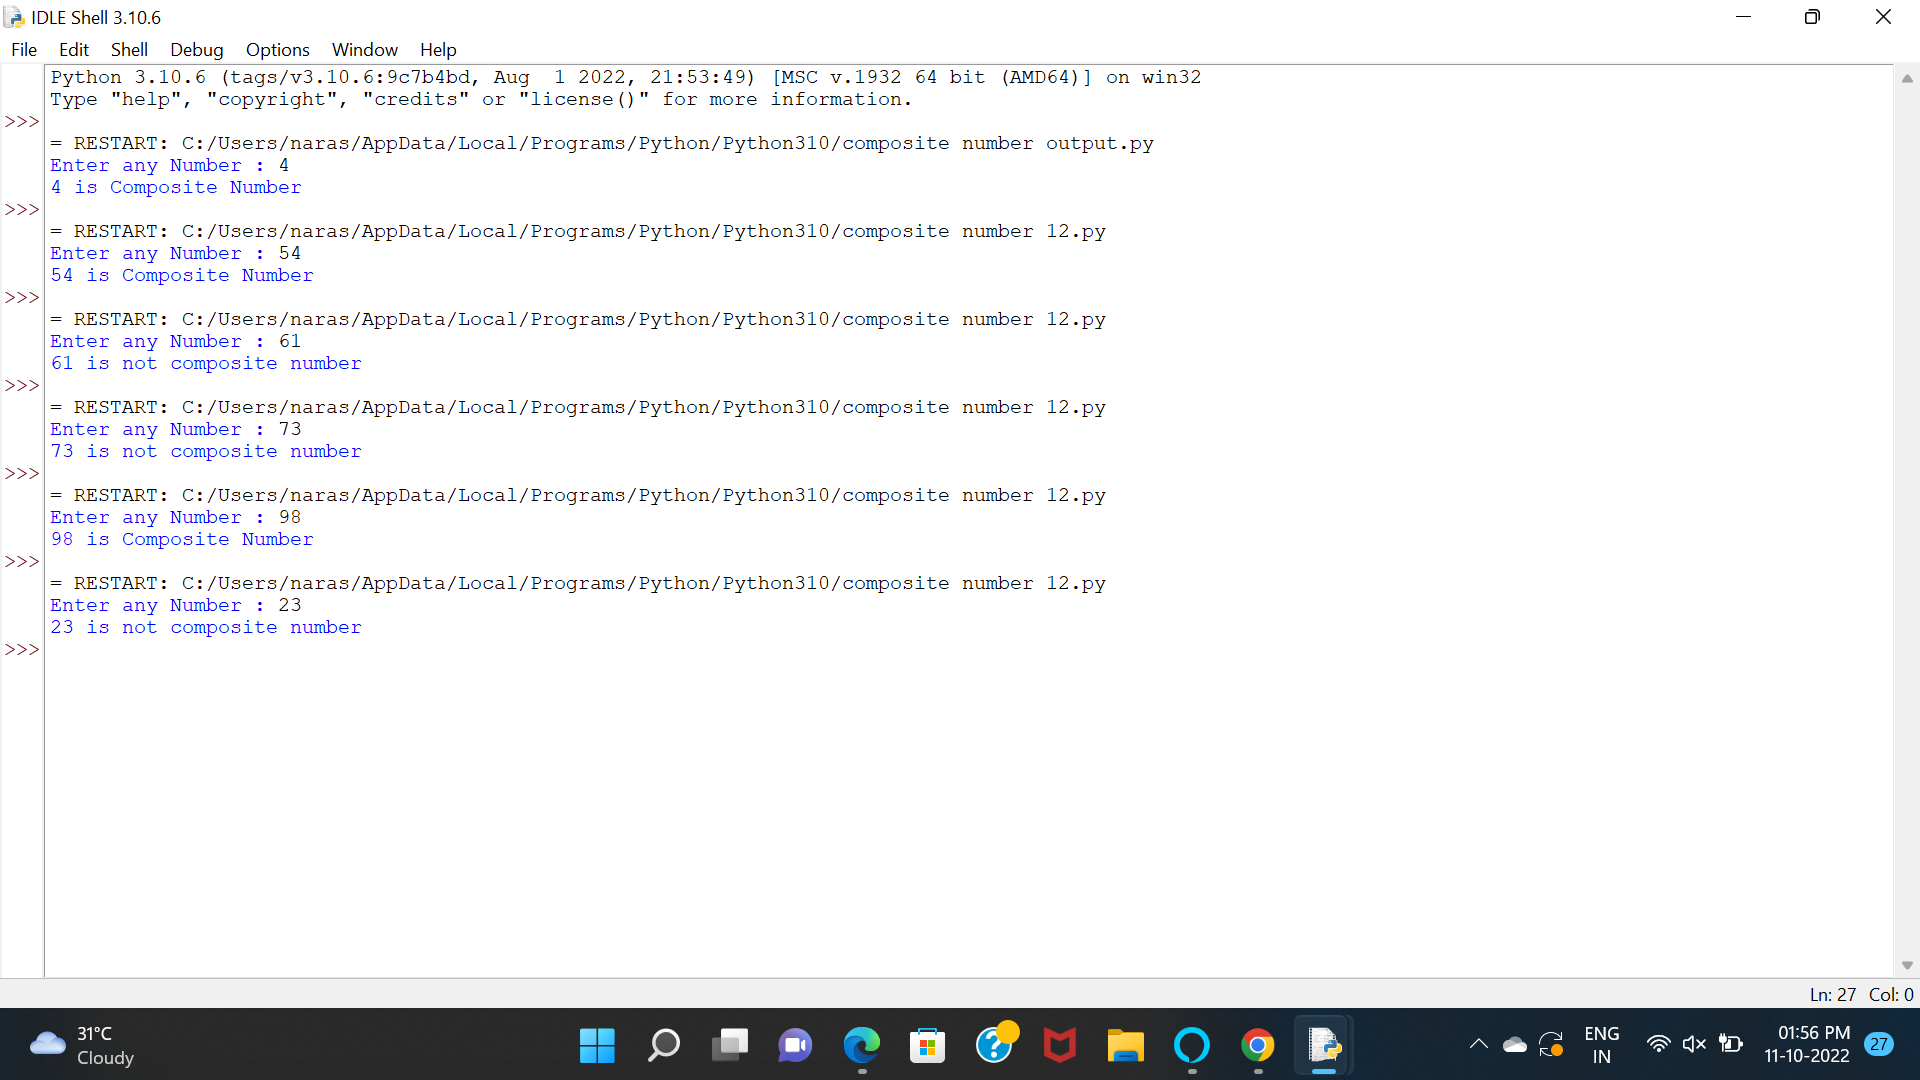 IDLE Shell 3.10.6
File Edit Shell Debug Options Window Help
Python 3.10.6 (tags/v3.10.6:9c7b4bd, Aug  1 2022, 21:53:49) [MSC v.1932 64 bit (AMD64)] on win32
Type "help", "copyright", "credits" or "license()" for more information.
>>>
= RESTART: C:/Users/naras/AppData/Local/Programs/Python/Python310/composite number output.py
Enter any Number : 4
4 is Composite Number
>>>
= RESTART: C:/Users/naras/AppData/Local/Programs/Python/Python310/composite number 12.py
Enter any Number : 54
54 is Composite Number
>>>
= RESTART: C:/Users/naras/AppData/Local/Programs/Python/Python310/composite number 12.py
Enter any Number : 61
61 is not composite number
>>>
= RESTART: C:/Users/naras/AppData/Local/Programs/Python/Python310/composite number 12.py
Enter any Number : 73
73 is not composite number
>>>
= RESTART: C:/Users/naras/AppData/Local/Programs/Python/Python310/composite number 12.py
Enter any Number : 98
98 is Composite Number
>>>
= RESTART: C:/Users/naras/AppData/Local/Programs/Python/Python310/composite number 12.py
Enter any Number : 23
23 is not composite number
>>>
Ln: 27 Col: 0
31°C
Cloudy
ENG
IN
01:56 PM
11-10-2022
27